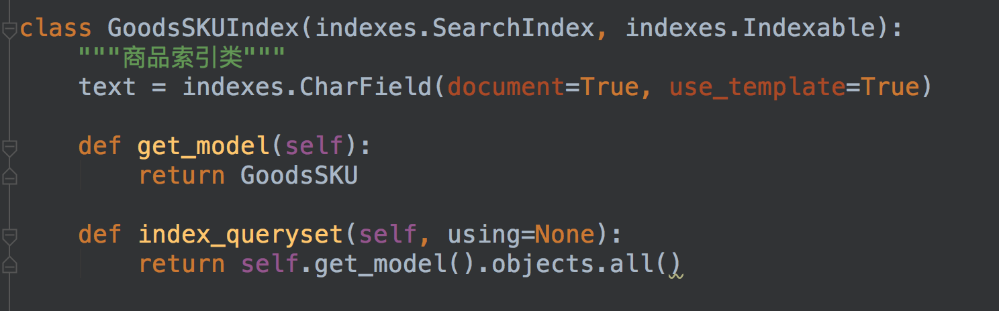 class GoodsSKUIndex(indexes.SearchIndex, indexes.Indexable):
    """商品索引类"""
    text = indexes.CharField(document=True, use_template=True)

    def get_model(self):
        return GoodsSKU

    def index_queryset(self, using=None):
        return self.get_model().objects.all()